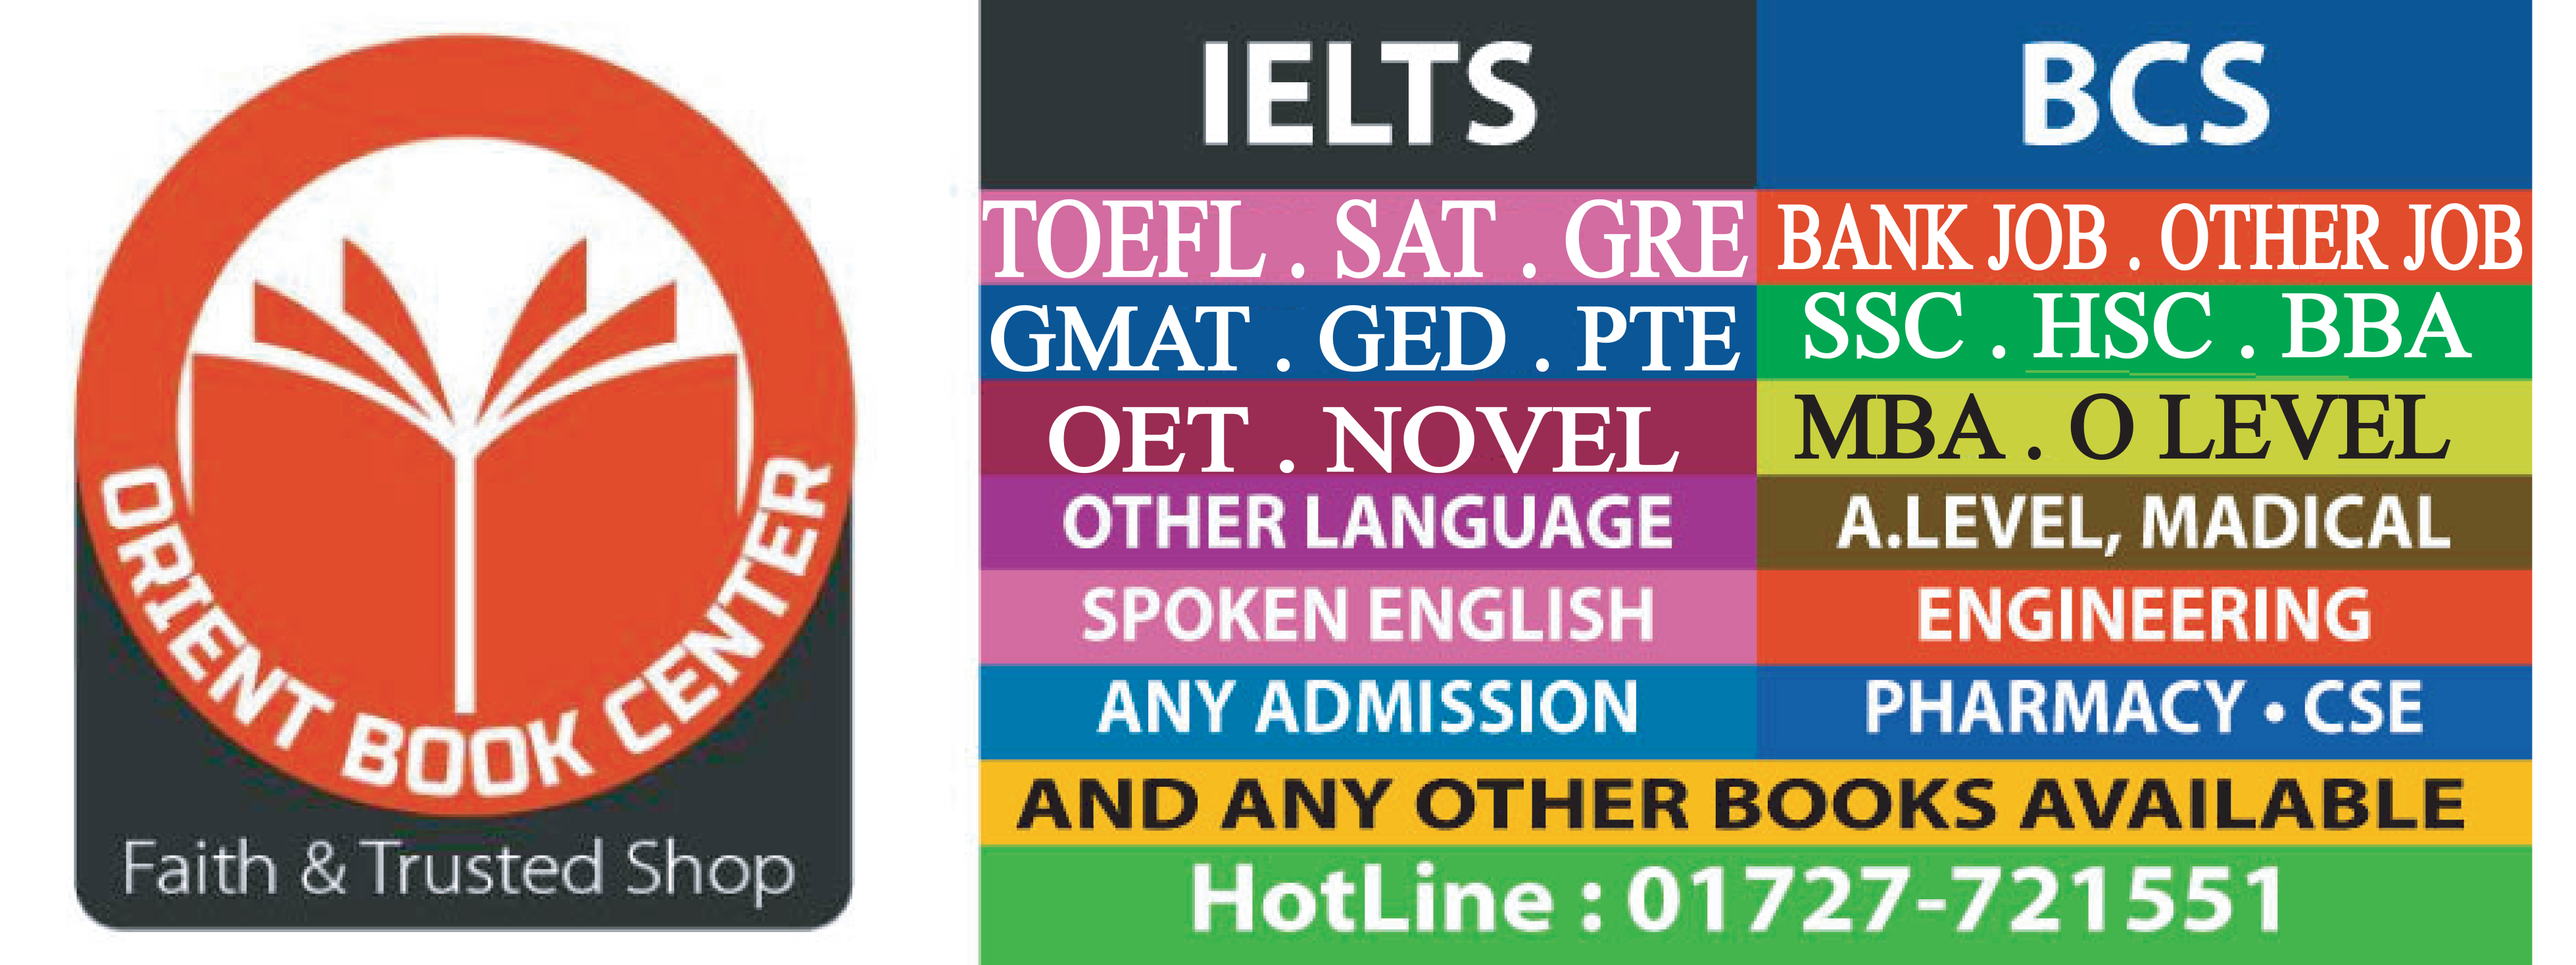 ORIENT BOOK CENTER
Faith & Trusted Shop
IELTS
BCS
TOEFL . SAT . GRE
BANK JOB . OTHER JOB
GMAT . GED . PTE
SSC . HSC . BBA
OET . NOVEL
MBA . O LEVEL
OTHER LANGUAGE
A.LEVEL, MADICAL
SPOKEN ENGLISH
ENGINEERING
ANY ADMISSION
PHARMACY • CSE
AND ANY OTHER BOOKS AVAILABLE
HotLine : 01727-721551